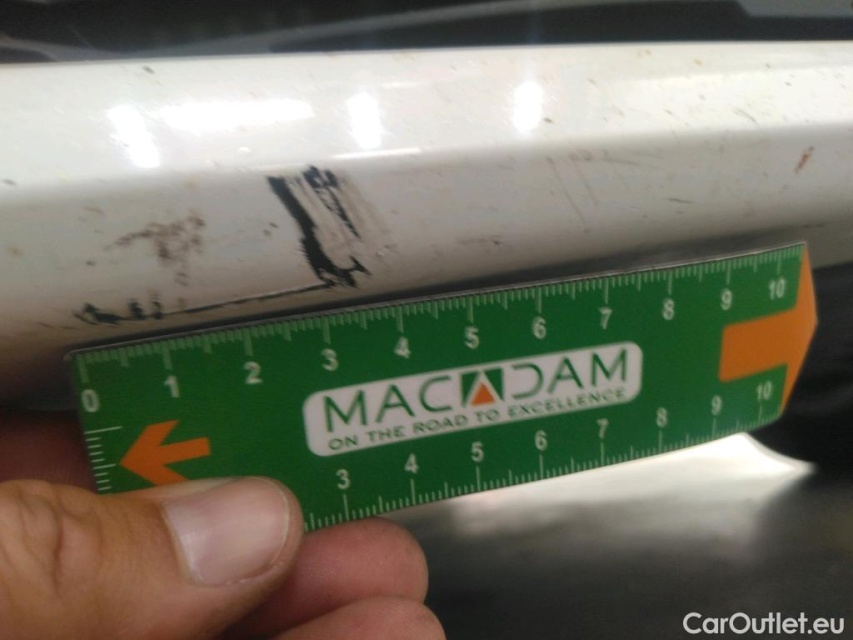 0 1 2 3 4 5 6 7 8 9 10
MACADAM
ON THE ROAD TO EXCELLENCE
3 4 5 6 7 8 9 10
CarOutlet.eu